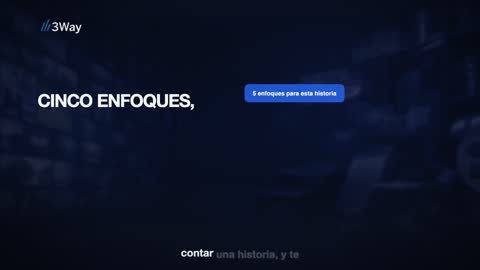 3Way
CINCO ENFOQUES,
5 enfoques para esta historia
contar una historia, y te